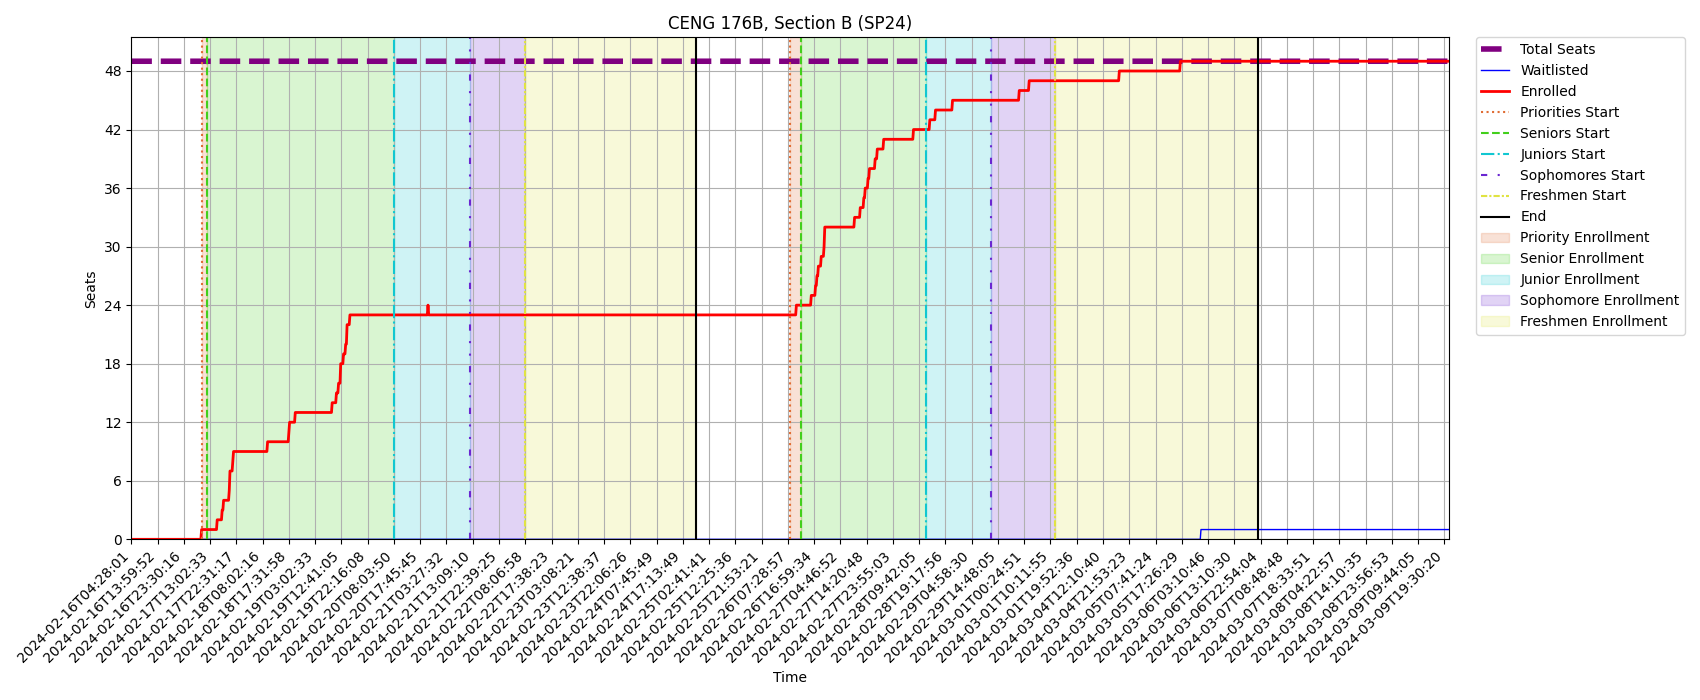 CENG 176B, Section B (SP24)
Seats
48
42
36
30
24
18
12
6
0
2024-02-16T04:28:01
2024-02-16T13:59:52
2024-02-16T23:30:16
2024-02-17T13:02:33
2024-02-17T22:31:17
2024-02-18T08:02:16
2024-02-18T17:31:58
2024-02-19T03:02:33
2024-02-19T12:41:05
2024-02-19T22:16:08
2024-02-20T08:03:50
2024-02-20T17:45:45
2024-02-21T03:27:32
2024-02-21T13:09:10
2024-02-21T22:39:25
2024-02-22T08:06:58
2024-02-22T17:38:23
2024-02-23T03:08:21
2024-02-23T12:38:37
2024-02-23T22:06:26
2024-02-24T07:45:49
2024-02-24T17:13:49
2024-02-25T02:41:41
2024-02-25T12:25:36
2024-02-25T21:53:21
2024-02-26T07:28:57
2024-02-26T16:59:34
2024-02-27T04:46:52
2024-02-27T14:20:48
2024-02-27T23:55:03
2024-02-28T09:42:05
2024-02-28T19:17:56
2024-02-29T04:58:30
2024-02-29T14:48:05
2024-03-01T00:24:51
2024-03-01T10:11:55
2024-03-01T19:52:36
2024-03-04T12:10:40
2024-03-04T21:53:23
2024-03-05T07:41:24
2024-03-05T17:26:29
2024-03-06T03:10:46
2024-03-06T13:10:30
2024-03-06T22:54:04
2024-03-07T08:48:48
2024-03-07T18:33:51
2024-03-08T04:22:57
2024-03-08T14:10:35
2024-03-08T23:56:53
2024-03-09T09:44:05
2024-03-09T19:30:20
Time
Total Seats
Waitlisted
Enrolled
Priorities Start
Seniors Start
Juniors Start
Sophomores Start
Freshmen Start
End
Priority Enrollment
Senior Enrollment
Junior Enrollment
Sophomore Enrollment
Freshmen Enrollment